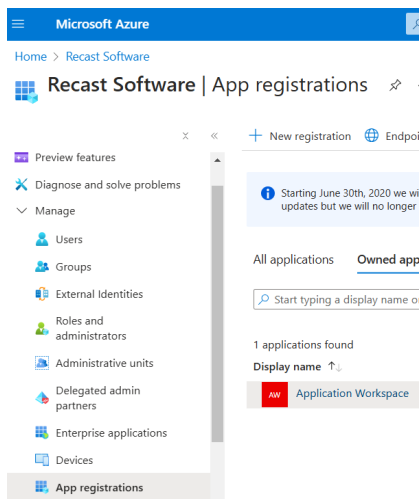 Microsoft Azure
Home > Recast Software
Recast Software | App registrations
New registration
Preview features
Diagnose and solve problems
Manage
Users
Groups
External Identities
Roles and
administrators
Administrative units
Delegated admin
partners
Enterprise applications
Devices
App registrations
Starting June 30th, 2020 we
updates but we will no longer
All applications
Owned
Start typing a display name
1 applications found
Display name ↑↓
AW Application Workspace